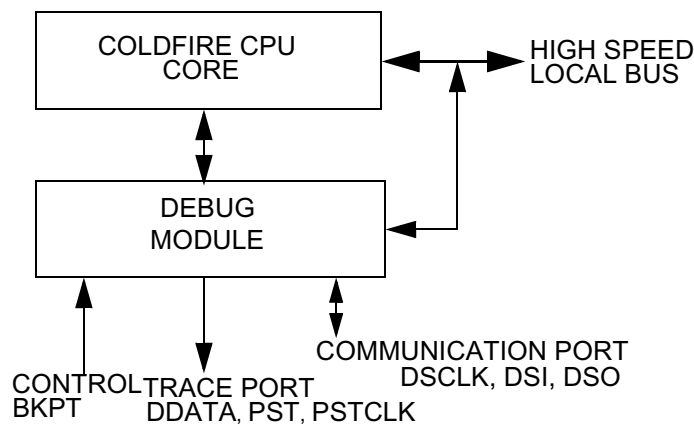 COLDFIRE CPU
CORE
HIGH SPEED
LOCAL BUS
DEBUG
MODULE
COMMUNICATION PORT
DSCLK, DSI, DSO
CONTROL
BKPT
TRACE PORT
DDATA, PST, PSTCLK